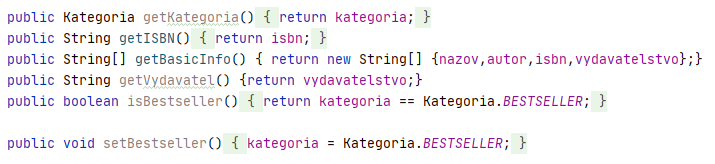 public Kategoria getKategoria() { return kategoria; }
public String getISBN() { return isbn; }
public String[] getBasicInfo() { return new String[] {nazov,autor,isbn,vydavatelstvo};}
public String getVydavatel() {return vydavatelstvo;}
public boolean isBestseller() { return kategoria == Kategoria.BESTSELLER; }
public void setBestseller() { kategoria = Kategoria.BESTSELLER; }